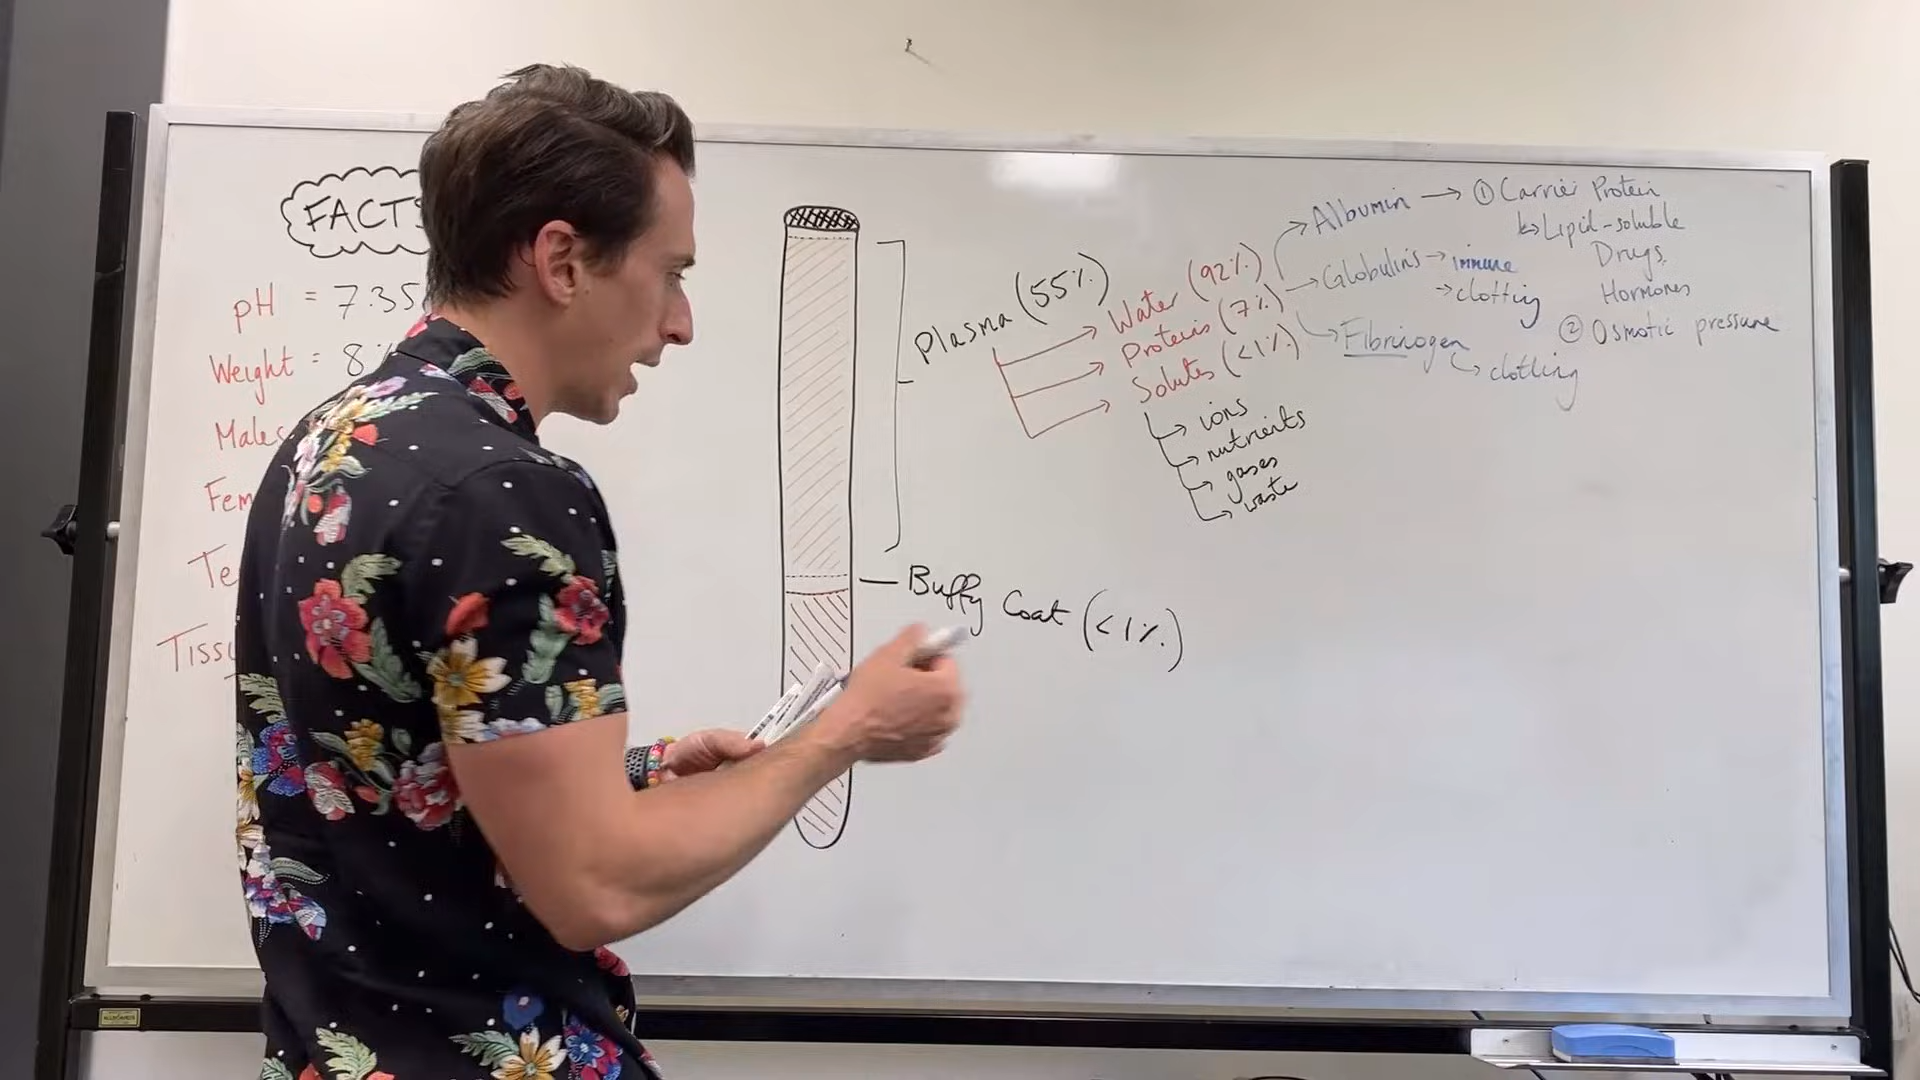 FACTS
pH = 7.35
Weight = 8
Males
Fem
Te
Tissu
Plasma (55%)
Water (92%)
Proteins (7%)
Solutes (<1%)
ions
nutrients
gases
waste
Albumin → ① Carrier Protein
↳ Lipid-soluble
Drugs
Hormones
② Osmotic pressure
Globulins → immune
→ clotting
Fibrinogen
↳ clotting
Buffy Coat (<1%)